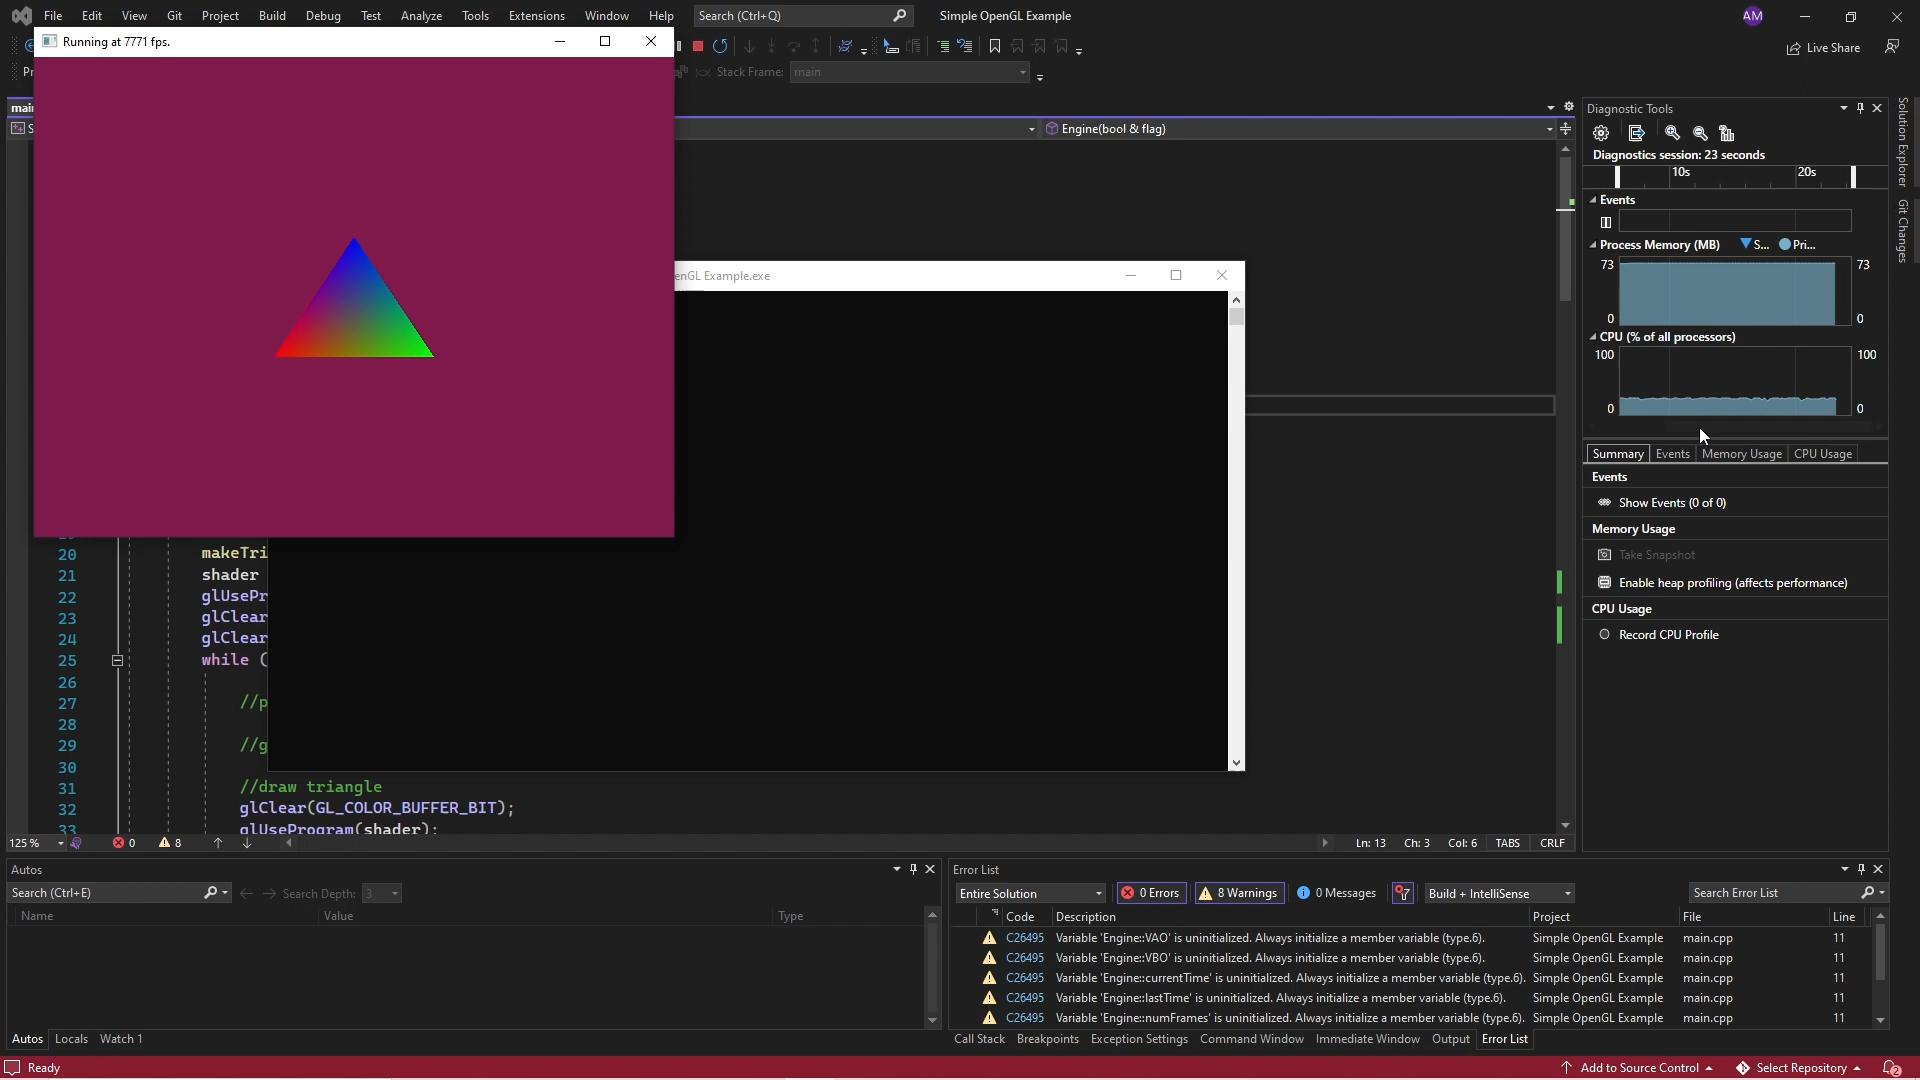 File Edit View Git Project Build Debug Test Analyze Tools Extensions Window Help Search (Ctrl+Q) Simple OpenGL Example AM
Running at 7771 fps.
Live Share
Stack Frame: main
Engine(bool & flag)
Diagnostic Tools
Diagnostics session: 23 seconds
10s 20s
Events
Process Memory (MB) S... Pri...
73 73
0 0
CPU (% of all processors)
100 100
0 0
Summary Events Memory Usage CPU Usage
Events
Show Events (0 of 0)
Memory Usage
Take Snapshot
Enable heap profiling (affects performance)
CPU Usage
Record CPU Profile
Solution Explorer
Git Changes
enGL Example.exe
20 makeTri
21 shader
22 glUsePr
23 glClear
24 glClear
25 while (
26
27 //p
28
29 //g
30
31 //draw triangle
32 glClear(GL_COLOR_BUFFER_BIT);
33 glUseProgram(shader);
125 % 0 8 Ln: 13 Ch: 3 Col: 6 TABS CRLF
Autos
Search (Ctrl+E) Search Depth: 3
Name Value Type
Autos Locals Watch 1
Error List
Entire Solution 0 Errors 8 Warnings 0 Messages Build + IntelliSense Search Error List
Code Description Project File Line
C26495 Variable 'Engine::VAO' is uninitialized. Always initialize a member variable (type.6). Simple OpenGL Example main.cpp 11
C26495 Variable 'Engine::VBO' is uninitialized. Always initialize a member variable (type.6). Simple OpenGL Example main.cpp 11
C26495 Variable 'Engine::currentTime' is uninitialized. Always initialize a member variable (type.6). Simple OpenGL Example main.cpp 11
C26495 Variable 'Engine::lastTime' is uninitialized. Always initialize a member variable (type.6). Simple OpenGL Example main.cpp 11
C26495 Variable 'Engine::numFrames' is uninitialized. Always initialize a member variable (type.6). Simple OpenGL Example main.cpp 11
Call Stack Breakpoints Exception Settings Command Window Immediate Window Output Error List
Ready Add to Source Control Select Repository 2